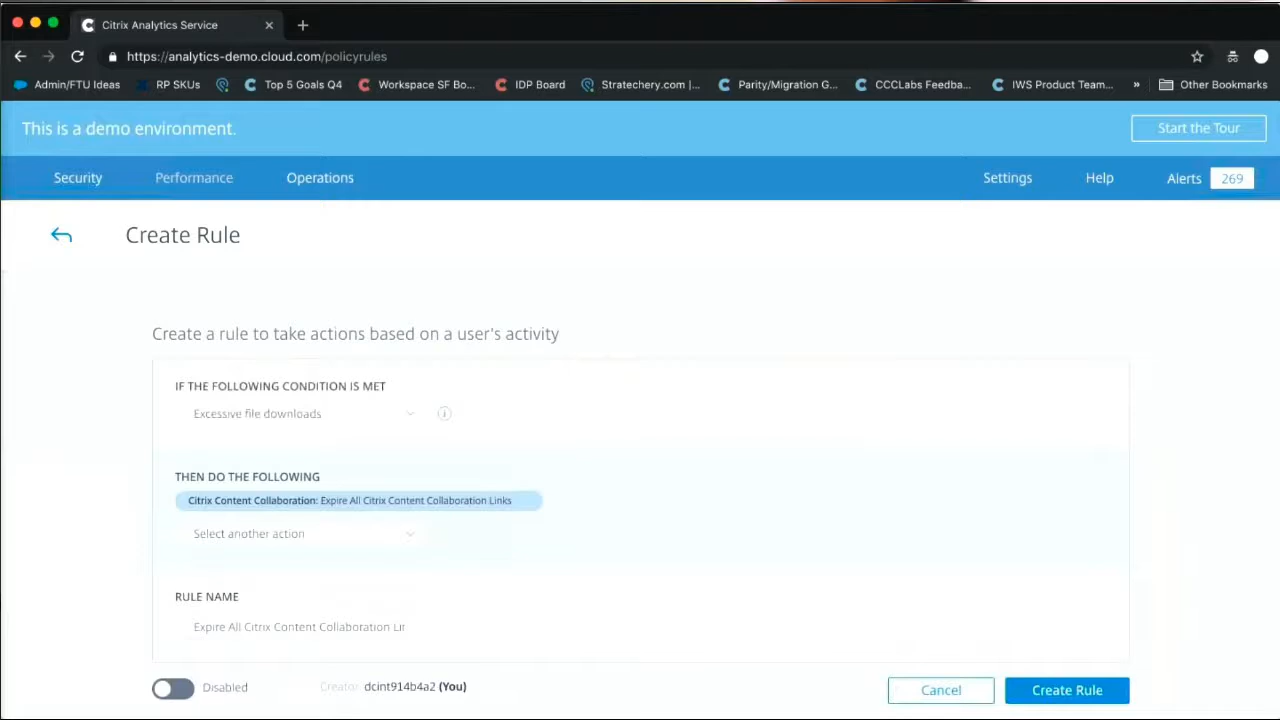 Citrix Analytics Service
https://analytics-demo.cloud.com/policyrules
Admin/FTU Ideas RP SKUs Top 5 Goals Q4 Workspace SF Bo... IDP Board Stratechery.com |... Parity/Migration G... CCCLabs Feedba... IWS Product Team... » Other Bookmarks
This is a demo environment. Start the Tour
Security Performance Operations Settings Help Alerts 269
Create Rule
Create a rule to take actions based on a user's activity
IF THE FOLLOWING CONDITION IS MET
Excessive file downloads
THEN DO THE FOLLOWING
Citrix Content Collaboration: Expire All Citrix Content Collaboration Links
Select another action
RULE NAME
Expire All Citrix Content Collaboration Lir
Disabled Creator dcint914b4a2 (You) Cancel Create Rule